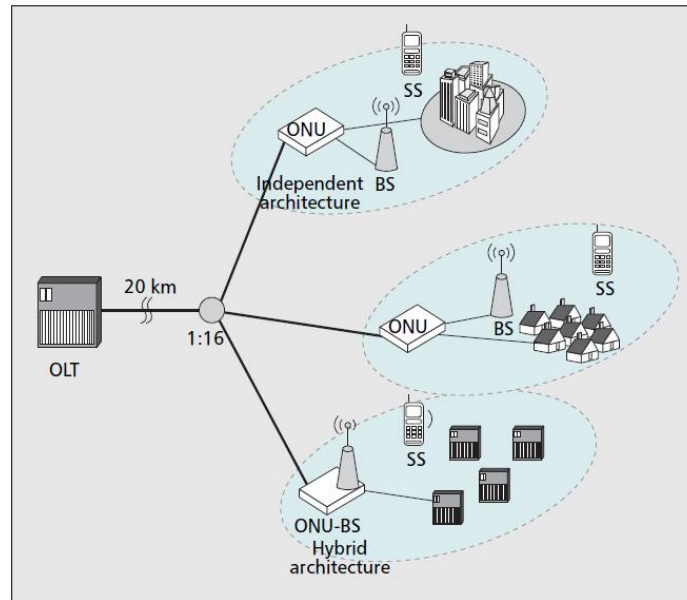 SS
ONU
Independent
architecture
BS
20 km
1:16
OLT
SS
ONU
BS
SS
ONU-BS
Hybrid
architecture